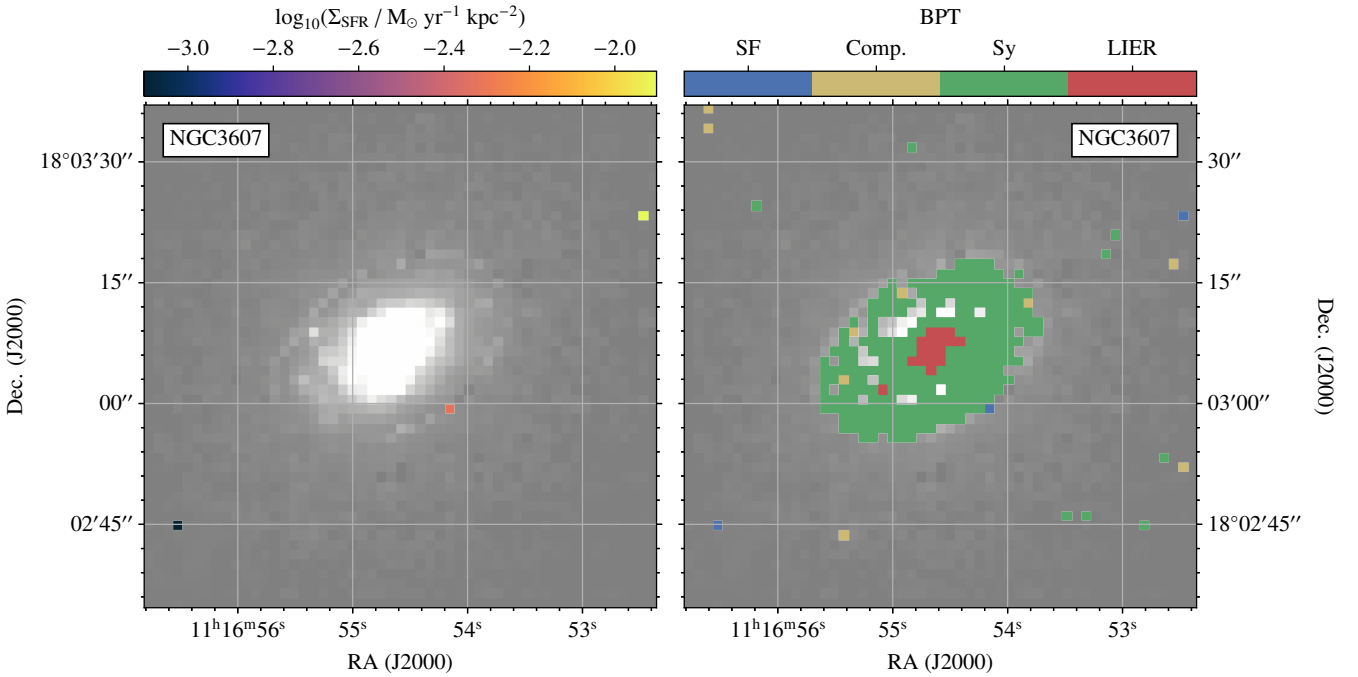 log₁₀(Σ_SFR / M_⊙ yr⁻¹ kpc⁻²)
−3.0 −2.8 −2.6 −2.4 −2.2 −2.0
NGC3607
18°03′30″
15″
00″
02′45″
Dec. (J2000)
11ʰ16ᵐ56ˢ 55ˢ 54ˢ 53ˢ
RA (J2000)
BPT
SF Comp. Sy LIER
NGC3607
30″
15″
03′00″
18°02′45″
Dec. (J2000)
11ʰ16ᵐ56ˢ 55ˢ 54ˢ 53ˢ
RA (J2000)